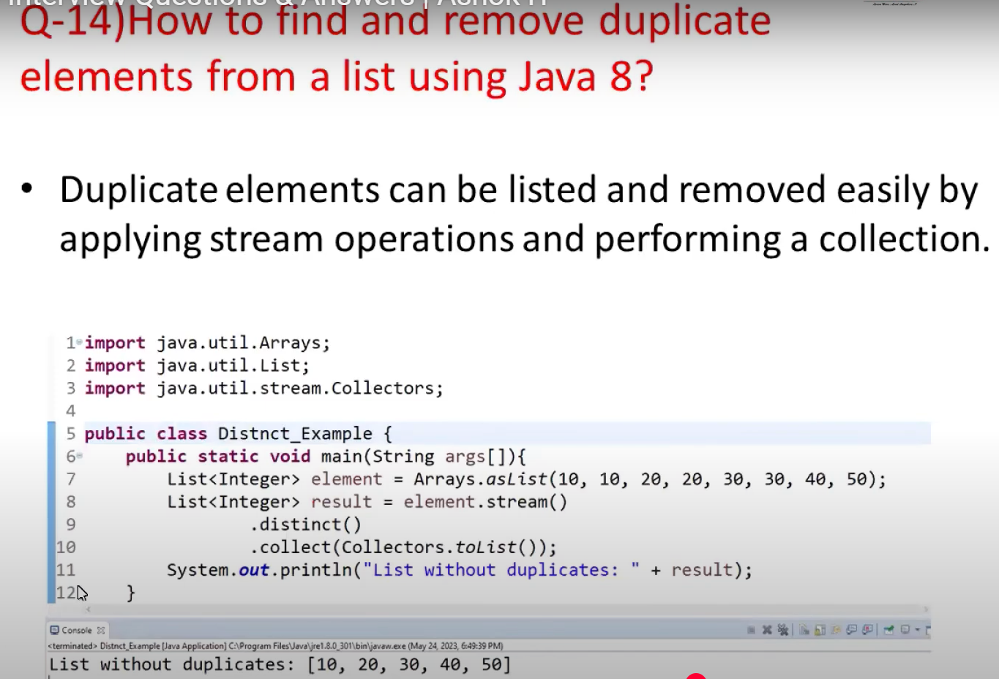 Interview Questions & Answers | Ashok IT
Q-14)How to find and remove duplicate
elements from a list using Java 8?
• Duplicate elements can be listed and removed easily by
applying stream operations and performing a collection.
1 import java.util.Arrays;
2 import java.util.List;
3 import java.util.stream.Collectors;
4
5 public class Distnct_Example {
6 public static void main(String args[]){
7 List<Integer> element = Arrays.asList(10, 10, 20, 20, 30, 30, 40, 50);
8 List<Integer> result = element.stream()
9 .distinct()
10 .collect(Collectors.toList());
11 System.out.println("List without duplicates: " + result);
12 }
Console
<terminated> Distnct_Example [Java Application] C:\Program Files\Java\jre1.8.0_301\bin\javaw.exe (May 24, 2023, 6:49:39 PM)
List without duplicates: [10, 20, 30, 40, 50]